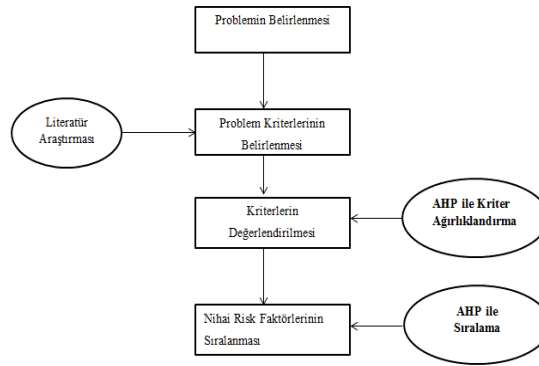 Problemin Belirlenmesi
Literatür
Araştırması
Problem Kriterlerinin
Belirlenmesi
Kriterlerin
Değerlendirilmesi
AHP ile Kriter
Ağırlıklandırma
Nihai Risk Faktörlerinin
Sıralanması
AHP ile
Sıralama